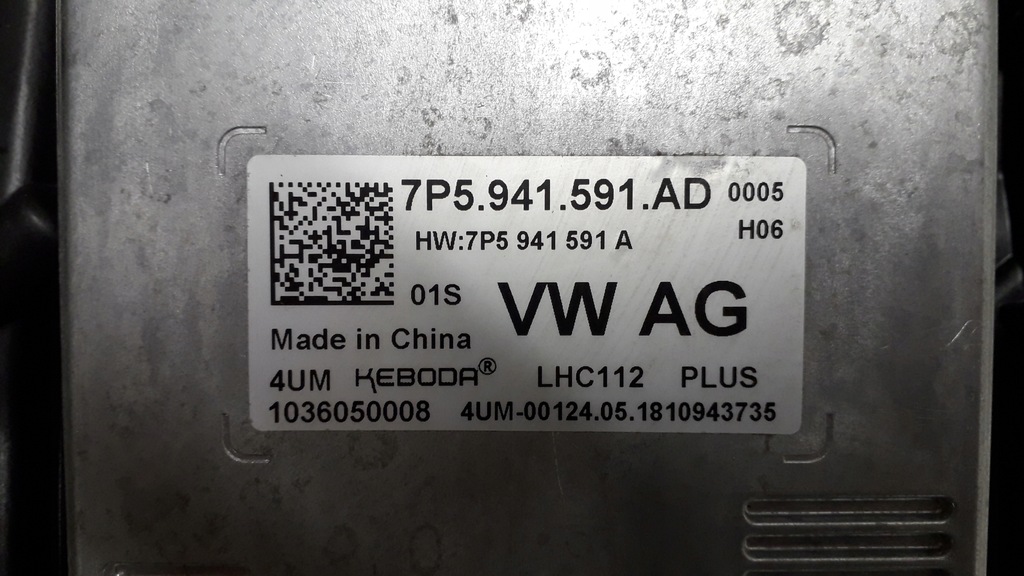 7P5.941.591.AD 0005
HW:7P5 941 591 A H06
01S VW AG
Made in China
4UM KEBODA® LHC112 PLUS
1036050008 4UM-00124.05.1810943735